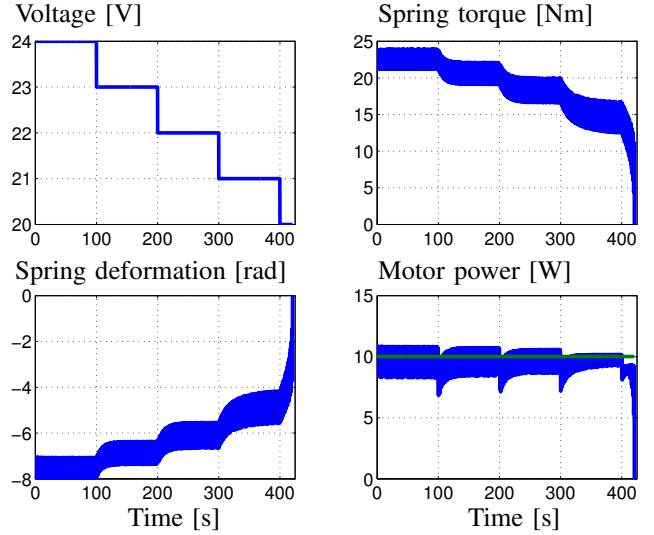 Voltage [V]
24
23
22
21
20
0 100 200 300 400
Spring torque [Nm]
25
20
15
10
5
0
0 100 200 300 400
Spring deformation [rad]
0
−2
−4
−6
−8
0 100 200 300 400
Time [s]
Motor power [W]
15
10
5
0
0 100 200 300 400
Time [s]